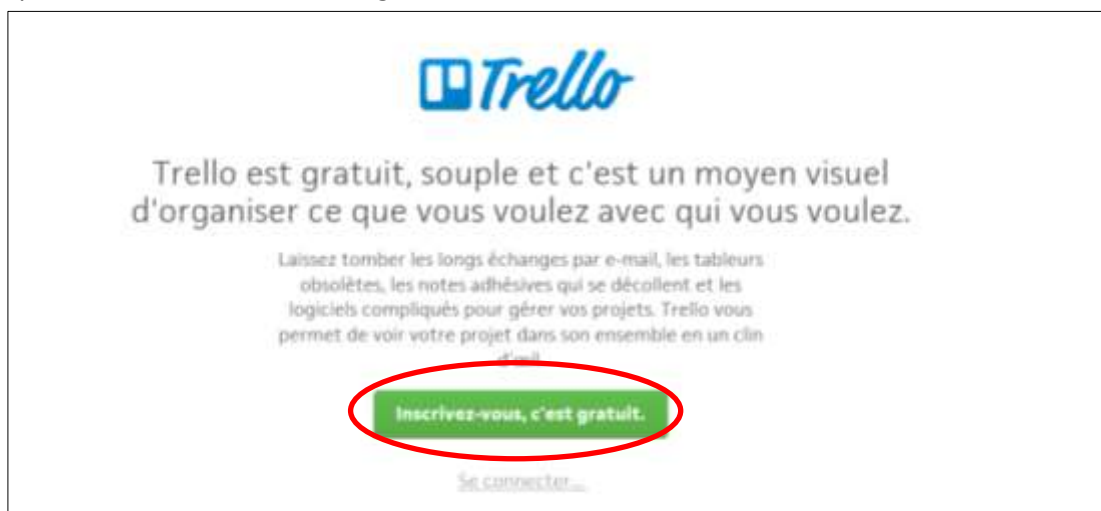 Trello
Trello est gratuit, souple et c'est un moyen visuel
d'organiser ce que vous voulez avec qui vous voulez.
Laissez tomber les longs échanges par e-mail, les tableurs
obsolètes, les notes adhésives qui se décollent et les
logiciels compliqués pour gérer vos projets. Trello vous
permet de voir votre projet dans son ensemble en un clin
d'œil.
Inscrivez-vous, c'est gratuit.
Se connecter...